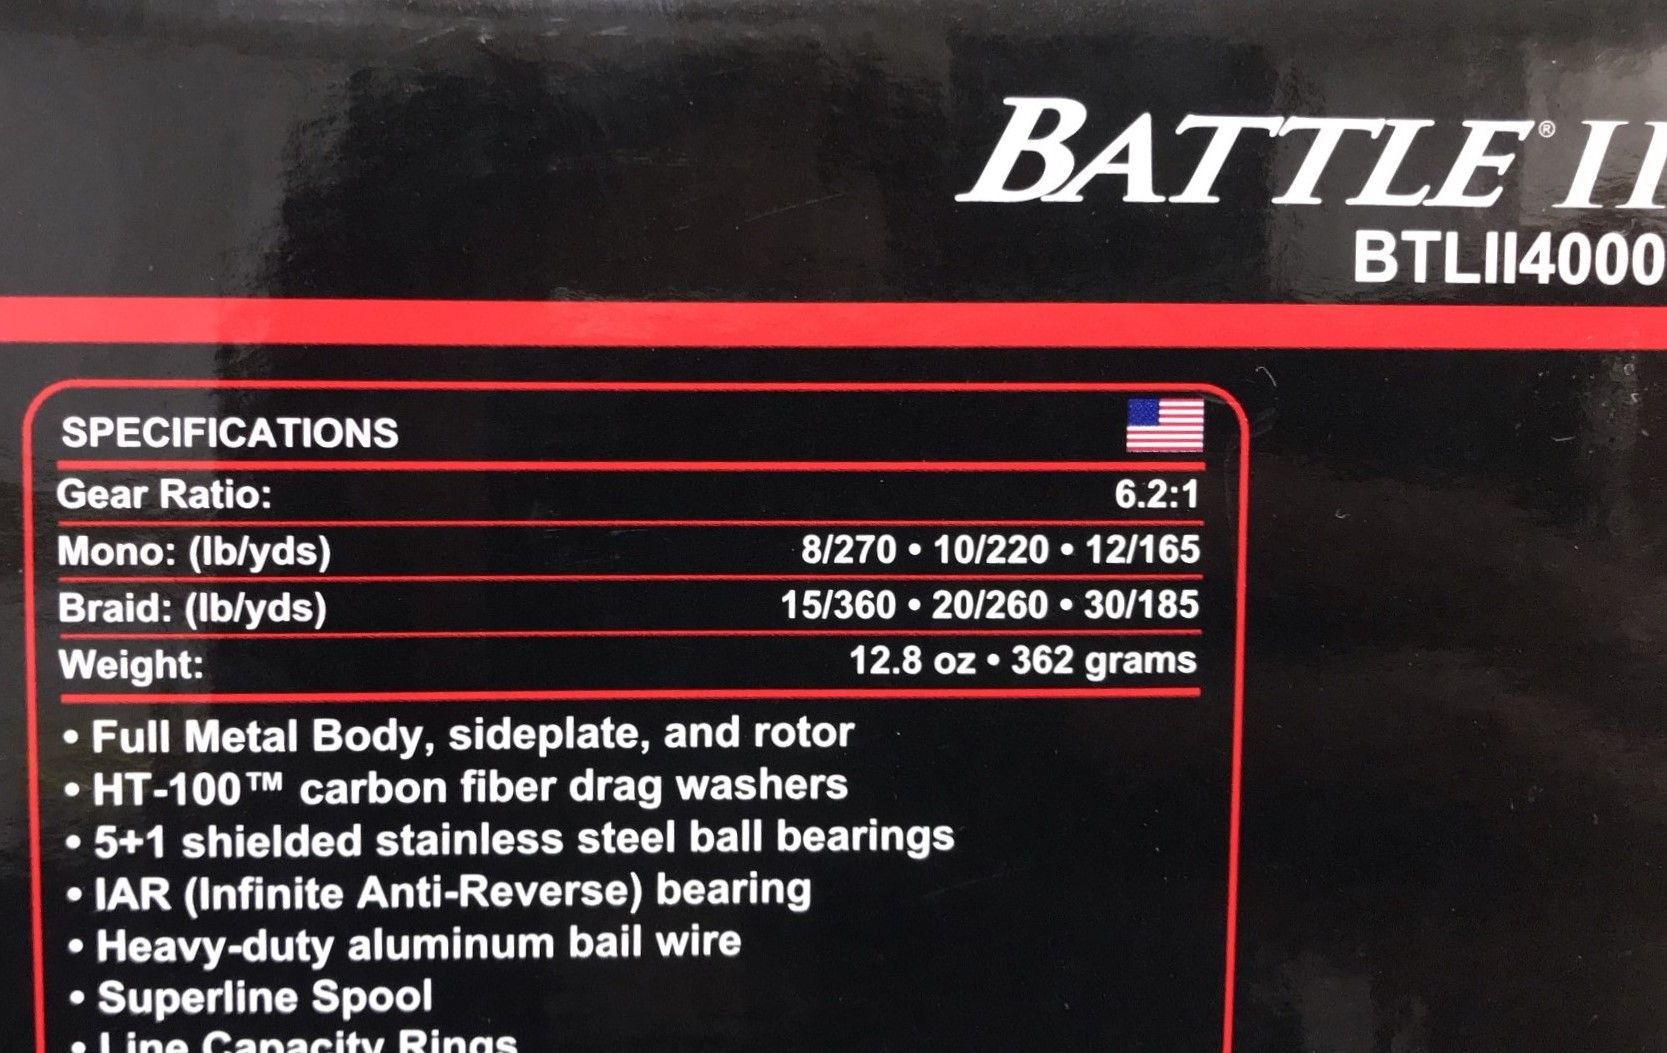 BATTLE® II
BTLII4000
SPECIFICATIONS
Gear Ratio: 6.2:1
Mono: (lb/yds) 8/270 • 10/220 • 12/165
Braid: (lb/yds) 15/360 • 20/260 • 30/185
Weight: 12.8 oz • 362 grams
• Full Metal Body, sideplate, and rotor
• HT-100™ carbon fiber drag washers
• 5+1 shielded stainless steel ball bearings
• IAR (Infinite Anti-Reverse) bearing
• Heavy-duty aluminum bail wire
• Superline Spool
• Line Capacity Rings